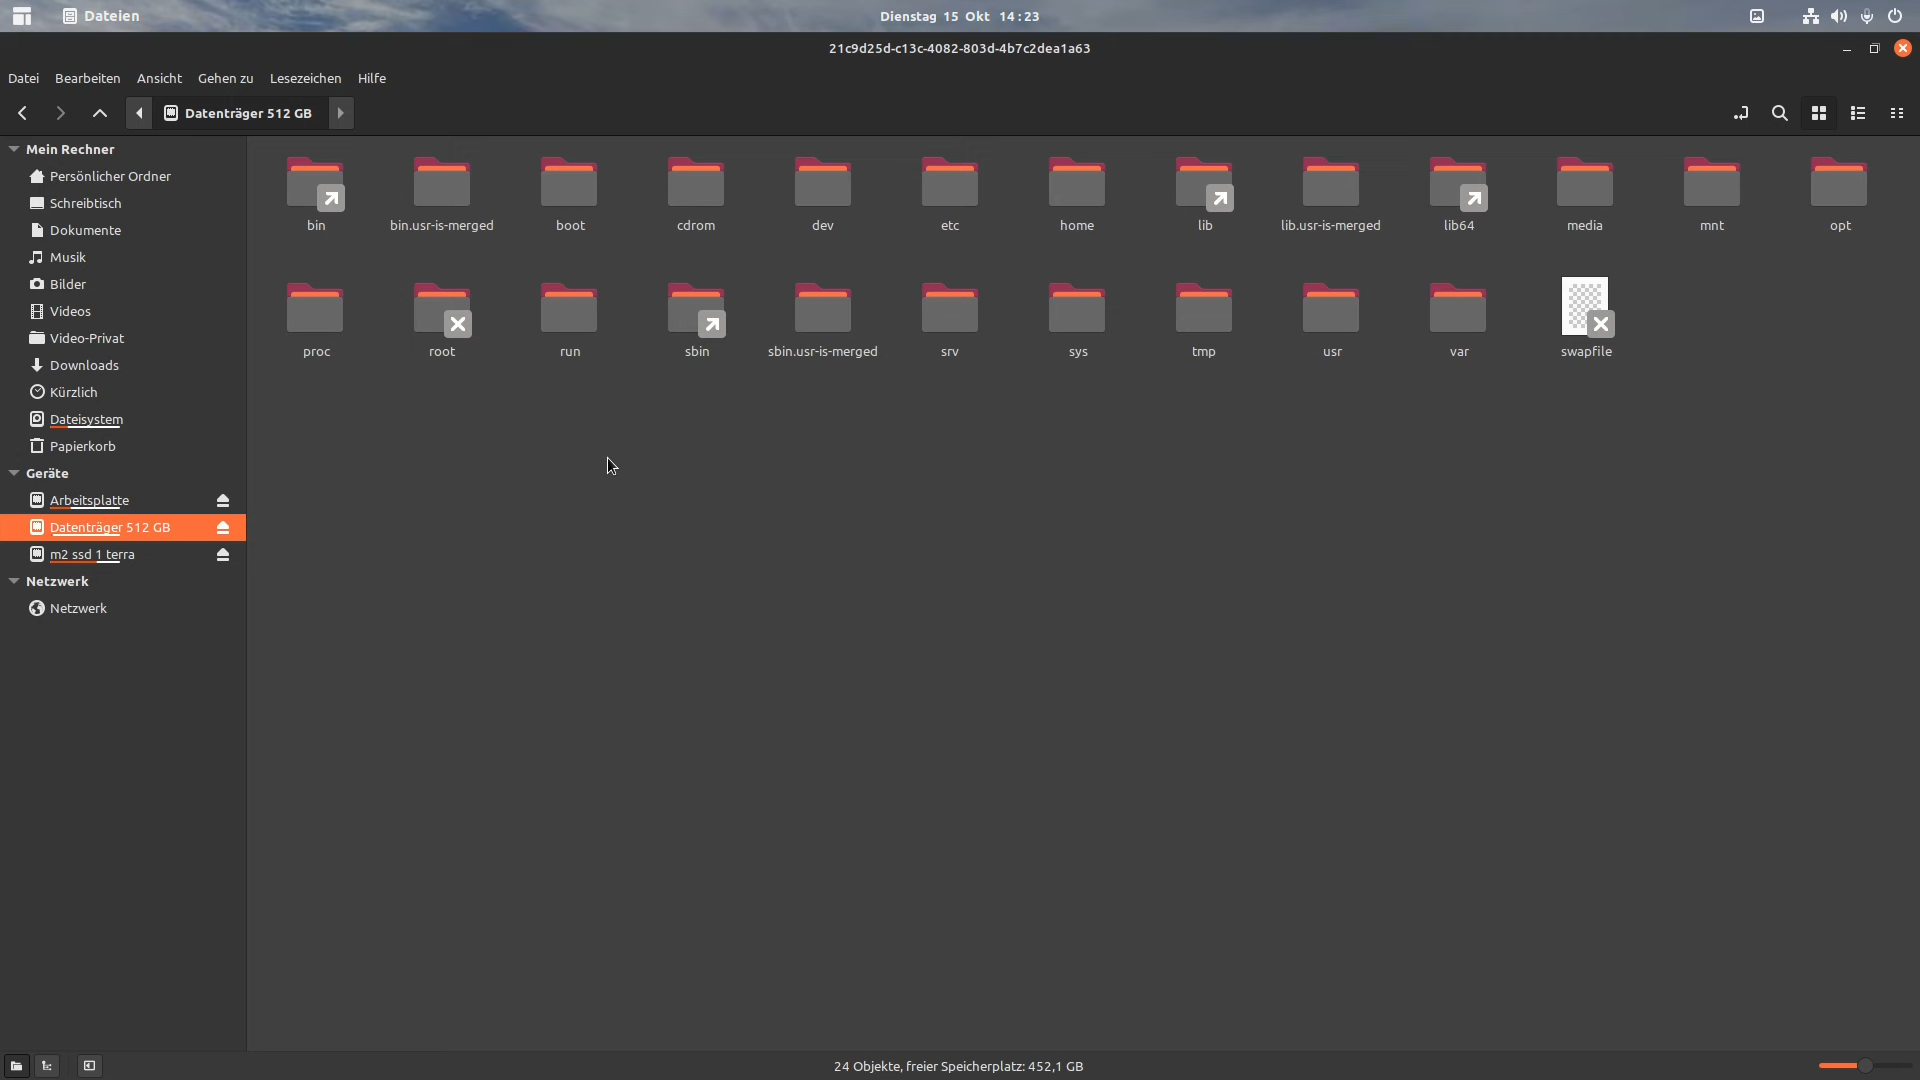 Dateien
Dienstag 15 Okt 14:23
21c9d25d-c13c-4082-803d-4b7c2dea1a63
Datei Bearbeiten Ansicht Gehen zu Lesezeichen Hilfe
Datenträger 512 GB
Mein Rechner
Persönlicher Ordner
Schreibtisch
Dokumente
Musik
Bilder
Videos
Video-Privat
Downloads
Kürzlich
Dateisystem
Papierkorb
Geräte
Arbeitsplatte
Datenträger 512 GB
m2 ssd 1 terra
Netzwerk
Netzwerk
bin bin.usr-is-merged boot cdrom dev etc home lib lib.usr-is-merged lib64 media mnt opt
proc root run sbin sbin.usr-is-merged srv sys tmp usr var swapfile
24 Objekte, freier Speicherplatz: 452,1 GB